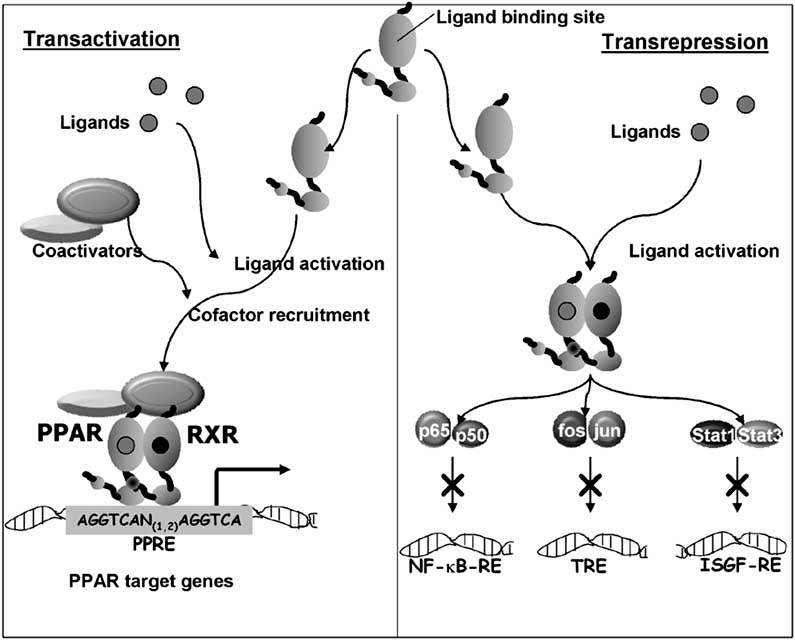 Ligand binding site
Transactivation
Transrepression
Ligands
Ligands
Coactivators
Ligand activation
Ligand activation
Cofactor recruitment
PPAR
RXR
p65
p50
fos
jun
Stat1
Stat3
AGGTCAN(1,2)AGGTCA
PPRE
NF-κB-RE
TRE
ISGF-RE
PPAR target genes